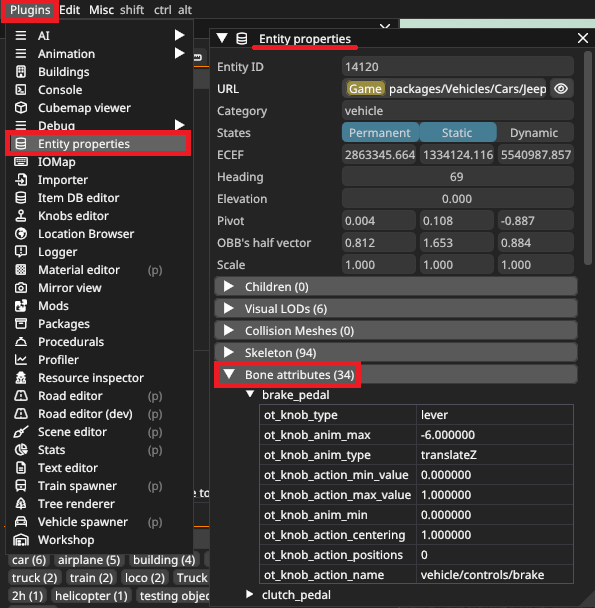 Plugins Edit Misc shift ctrl alt
AI
Animation
Buildings
Console
Cubemap viewer
Debug
Entity properties
IOMap
Importer
Item DB editor
Knobs editor
Location Browser
Logger
Material editor (p)
Mirror view
Mods
Packages
Procedurals
Profiler
Resource inspector
Road editor (p)
Road editor (dev) (p)
Scene editor (p)
Stats (p)
Text editor
Train spawner (p)
Tree renderer
Vehicle spawner (p)
Workshop
e to
car (6) airplane (5) building (4)
truck (2) train (2) loco (2) Truck
2h (1) helicopter (1) testing objec
Entity properties
Entity ID 14120
URL Game packages/Vehicles/Cars/Jeep
Category vehicle
States Permanent Static Dynamic
ECEF 2863345.664 1334124.116 5540987.857
Heading 69
Elevation 0.000
Pivot 0.004 0.108 -0.887
OBB's half vector 0.812 1.653 0.884
Scale 1.000 1.000 1.000
Children (0)
Visual LODs (6)
Collision Meshes (0)
Skeleton (94)
Bone attributes (34)
brake_pedal
ot_knob_type lever
ot_knob_anim_max -6.000000
ot_knob_anim_type translateZ
ot_knob_action_min_value 0.000000
ot_knob_action_max_value 1.000000
ot_knob_anim_min 0.000000
ot_knob_action_centering 1.000000
ot_knob_action_positions 0
ot_knob_action_name vehicle/controls/brake
clutch_pedal